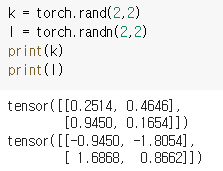 k = torch.rand(2,2)
l = torch.randn(2,2)
print(k)
print(l)
tensor([[0.2514, 0.4646],
[0.9450, 0.1654]])
tensor([[-0.9450, -1.8054],
[ 1.6868,  0.8662]])